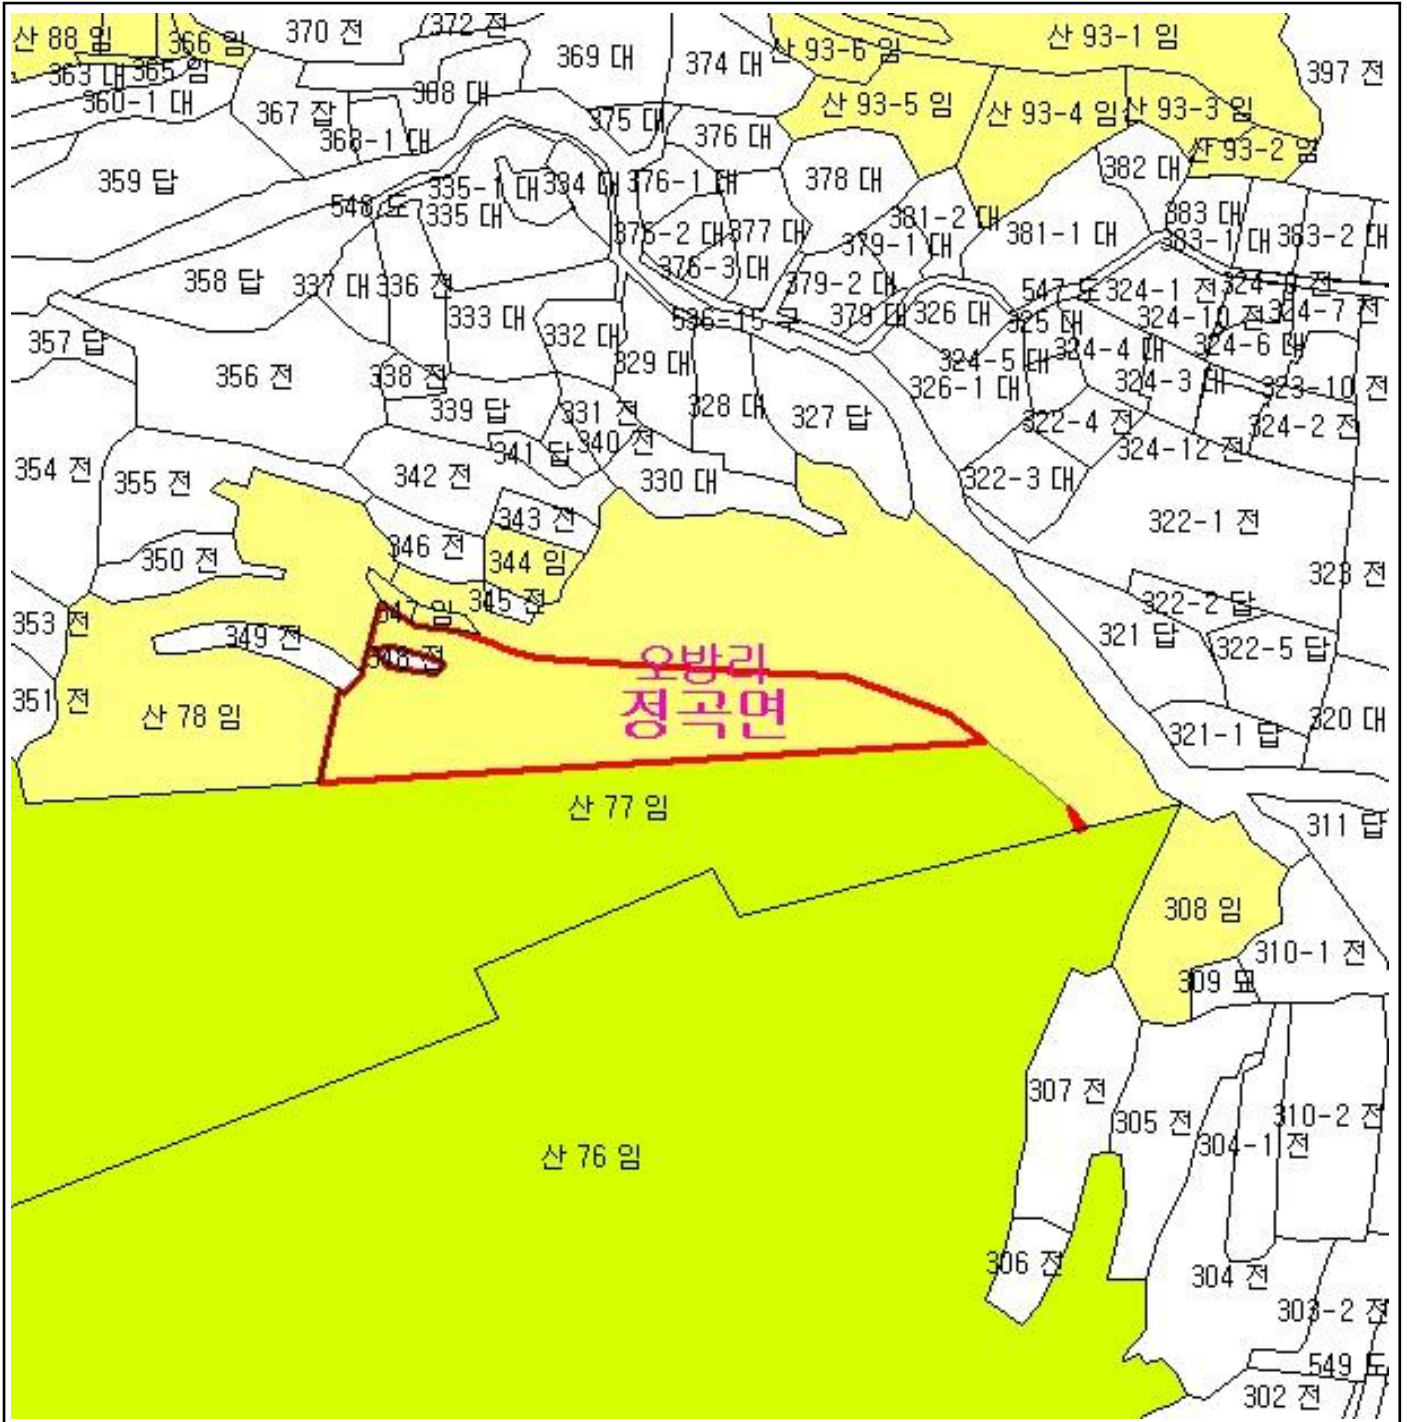 산 88 임
366 임
370 전
372 전
369 대
374 대
산 93-6 임
산 93-1 임
397 전
363 대
365 임
360-1 대
367 잡
368 대
368-1 대
375 대
376 대
산 93-5 임
산 93-4 임
산 93-3 임
산 93-2 임
359 답
548 도
335-1 대
335 대
334 대
376-1 대
378 대
382 대
376-2 대
377 대
381-2 대
379-1 대
381-1 대
383 대
383-1 대
383-2 대
358 답
337 대
336 전
376-3 대
379-2 대
547 도
324-1 전
333 대
332 대
536-15 구
379 대
326 대
325 대
324-10 전
324-7 전
357 답
356 전
338 전
329 대
324-5 대
324-4 대
324-6 대
326-1 대
324-3 대
323-10 전
339 답
331 전
328 대
327 답
322-4 전
324-2 전
340 전
341 답
324-12 전
354 전
355 전
342 전
330 대
322-3 대
343 전
322-1 전
346 전
350 전
344 임
323 전
345 전
347 임
322-2 답
353 전
349 전
321 답
322-5 답
348 전
오방리
정곡면
351 전
산 78 임
321-1 답
320 대
산 77 임
311 답
308 임
310-1 전
309 묘
307 전
305 전
310-2 전
304-1 전
산 76 임
306 전
304 전
303-2 전
549 도
302 전